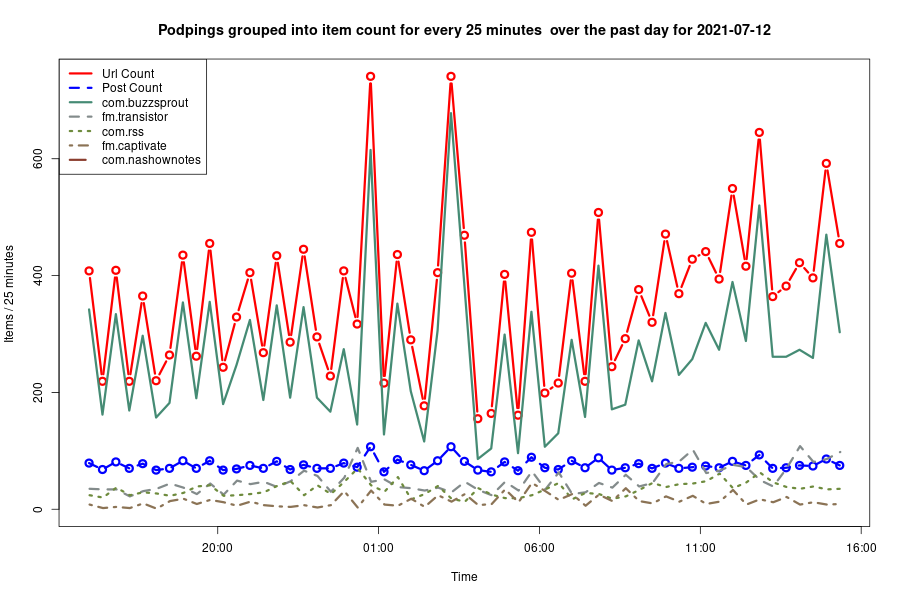 Podpings grouped into item count for every 25 minutes  over the past day for 2021-07-12
Url Count
Post Count
com.buzzsprout
fm.transistor
com.rss
fm.captivate
com.nashownotes
Items / 25 minutes
600
400
200
0
20:00
01:00
06:00
11:00
16:00
Time